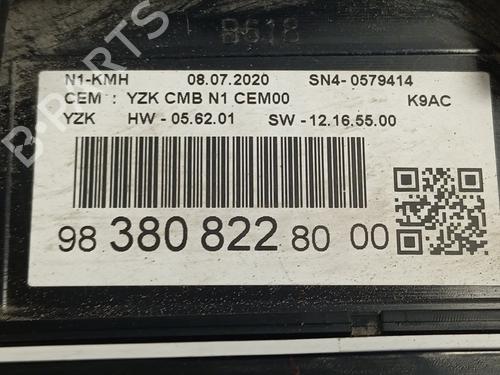 B618
N1-KMH 08.07.2020 SN4- 0579414
CEM : YZK CMB N1 CEM00 K9AC
YZK HW - 05.62.01 SW - 12.16.55.00
98 380 822 80 00
B-PARTS